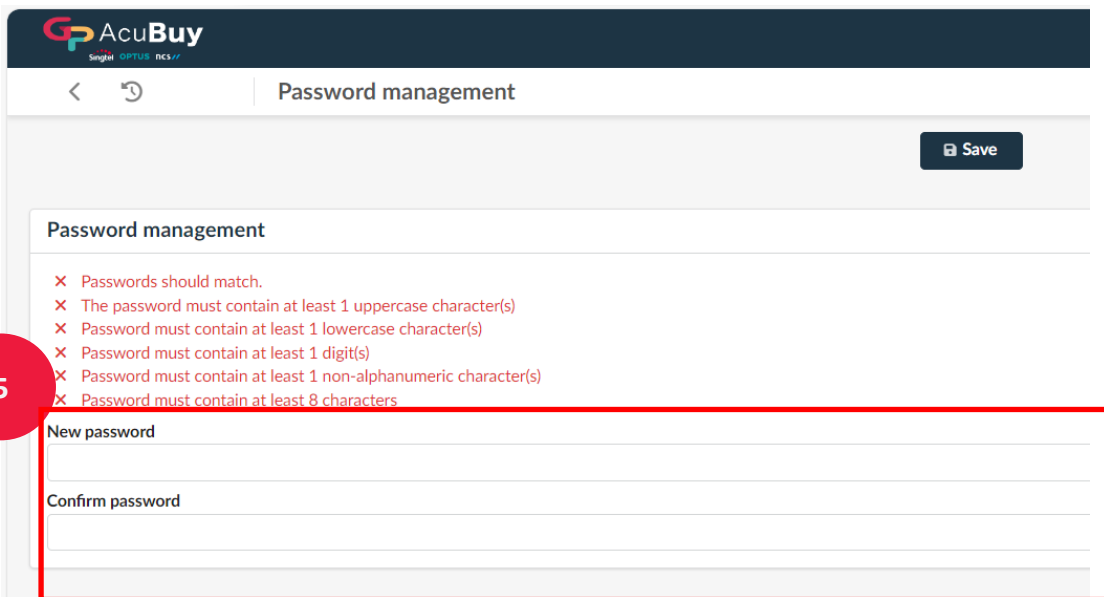 GP AcuBuy
Singtel OPTUS ncs//
Password management
Save
Password management
× Passwords should match.
× The password must contain at least 1 uppercase character(s)
× Password must contain at least 1 lowercase character(s)
× Password must contain at least 1 digit(s)
× Password must contain at least 1 non-alphanumeric character(s)
5
× Password must contain at least 8 characters
New password
Confirm password